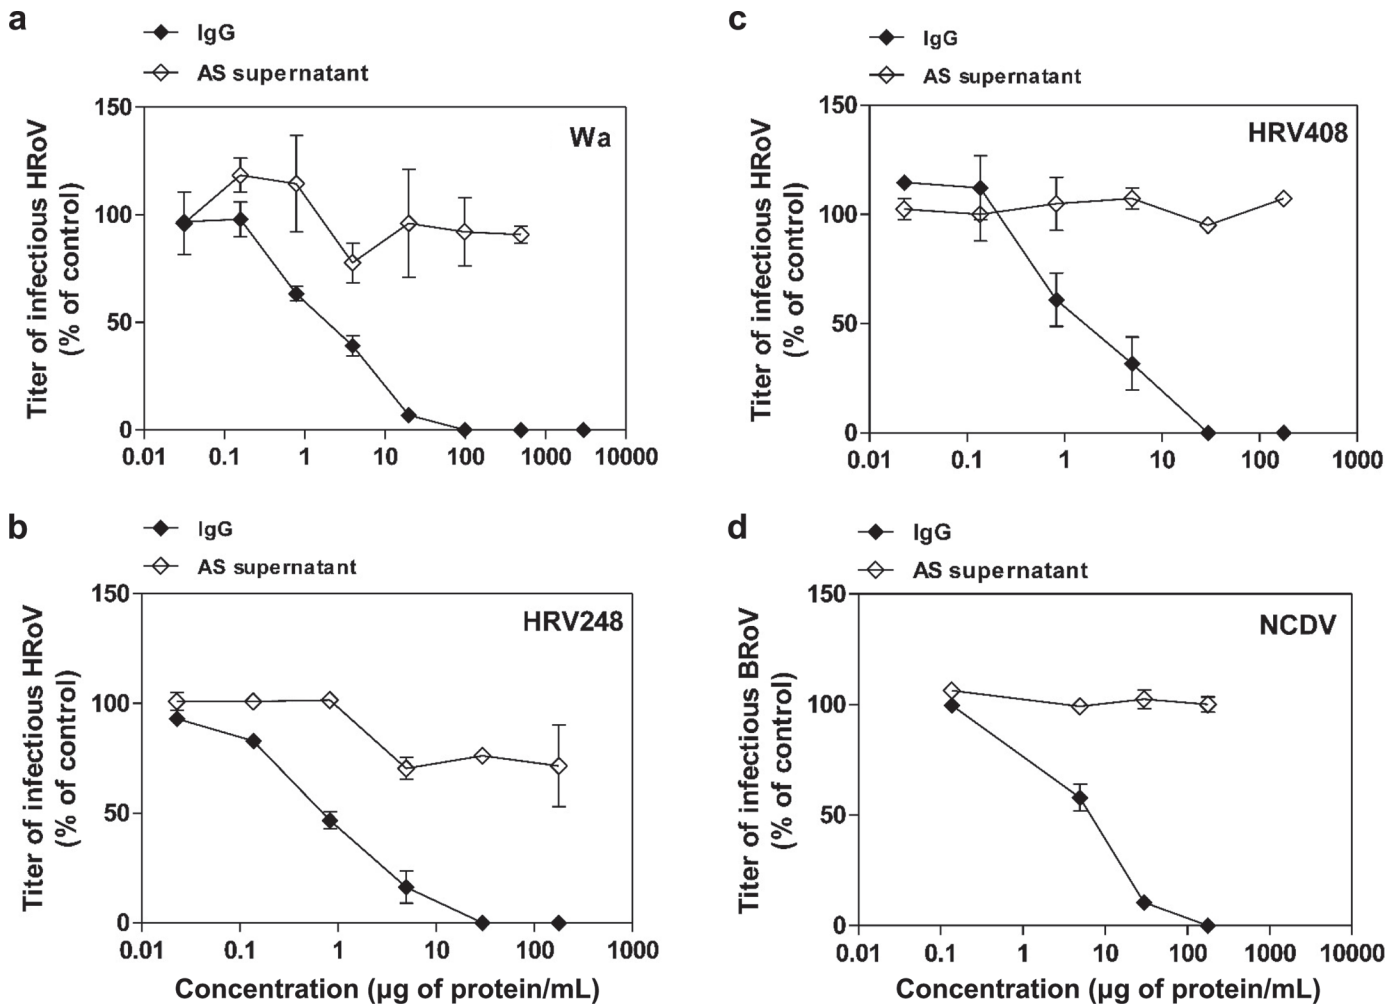 a
IgG
AS supernatant
Titer of infectious HRoV
(% of control)
150
100
50
0
Wa
0.01 0.1 1 10 100 1000 10000
b
IgG
AS supernatant
Titer of infectious HRoV
(% of control)
150
100
50
0
HRV248
0.01 0.1 1 10 100 1000
Concentration (µg of protein/mL)
c
IgG
AS supernatant
Titer of infectious HRoV
(% of control)
150
100
50
0
HRV408
0.01 0.1 1 10 100 1000
d
IgG
AS supernatant
Titer of infectious BRoV
(% of control)
150
100
50
0
NCDV
0.01 0.1 1 10 100 1000 10000
Concentration (µg of protein/mL)